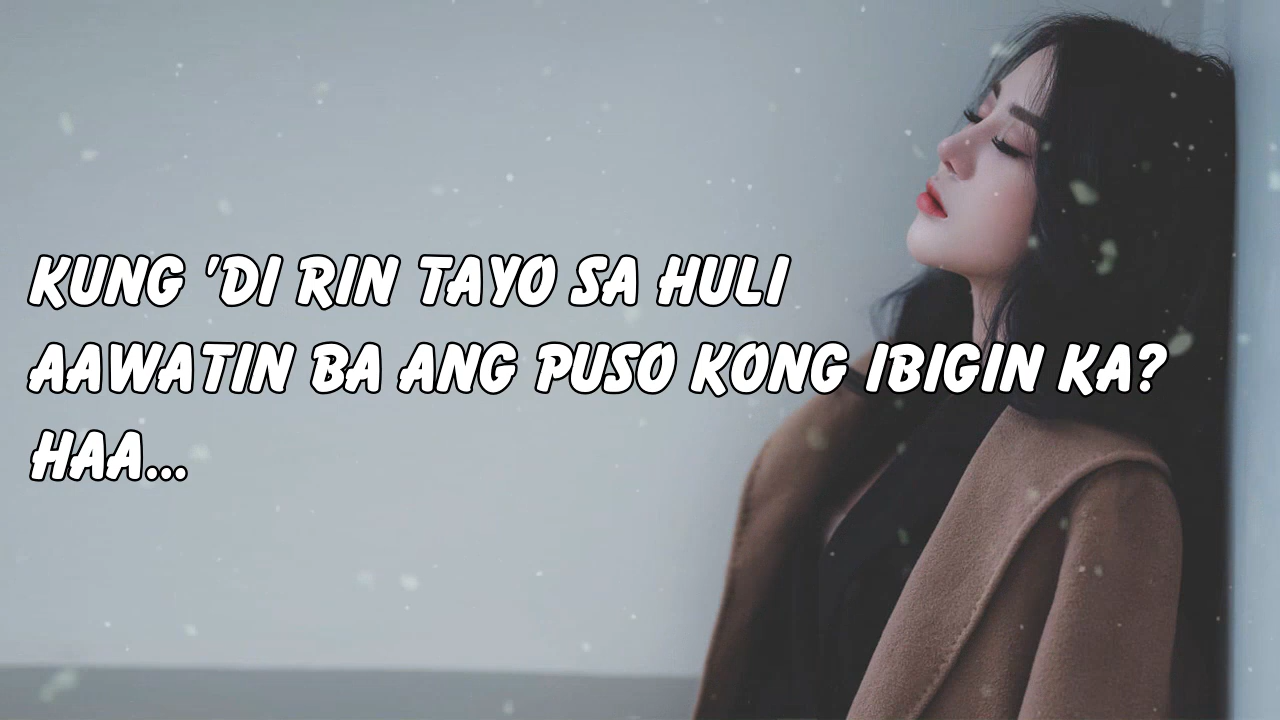 KUNG 'DI RIN TAYO SA HULI
AAWATIN BA ANG PUSO KONG IBIGIN KA?
HAA...